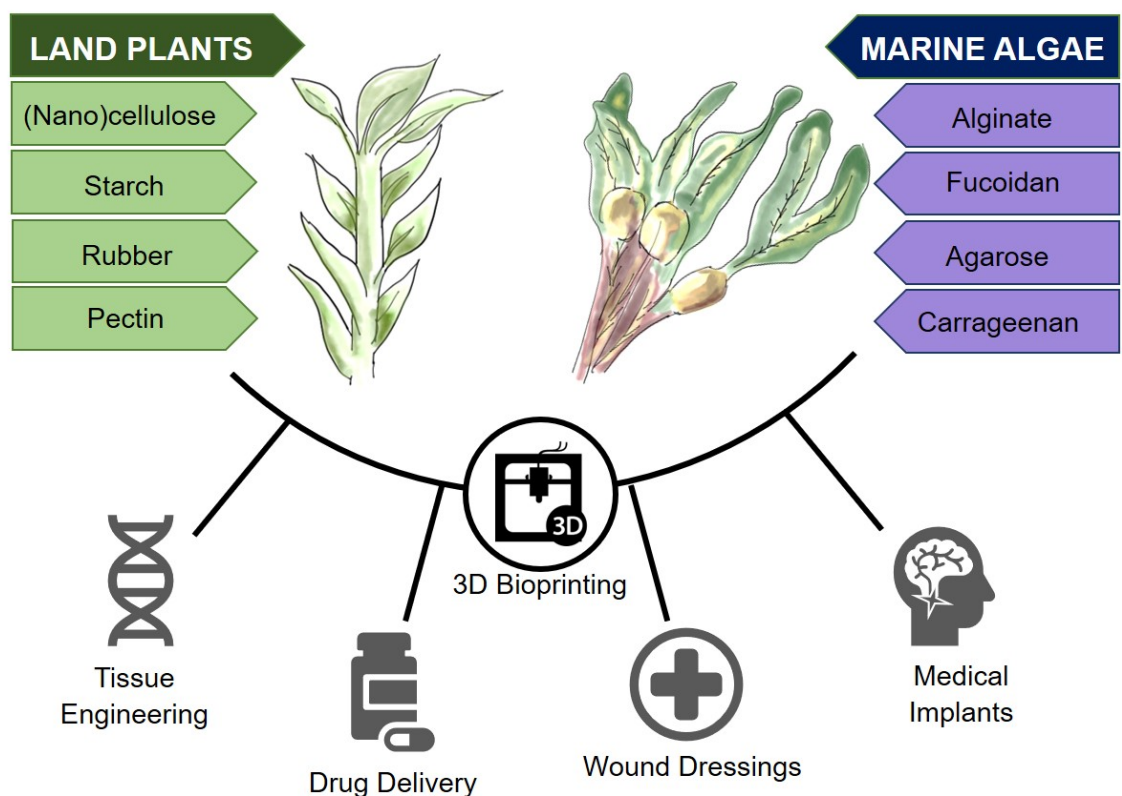 LAND PLANTS
(Nano)cellulose
Starch
Rubber
Pectin
MARINE ALGAE
Alginate
Fucoidan
Agarose
Carrageenan
3D
3D Bioprinting
Tissue
Engineering
Drug Delivery
Wound Dressings
Medical
Implants